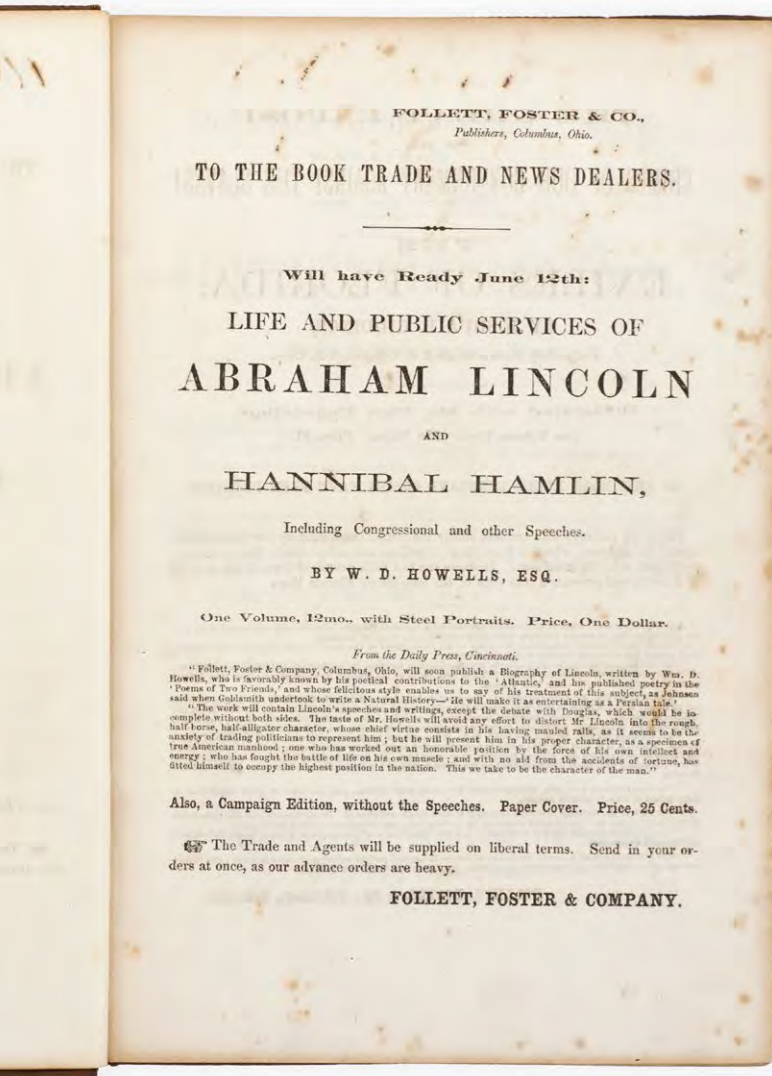 FOLLETT, FOSTER & CO.,
Publishers, Columbus, Ohio.
TO THE BOOK TRADE AND NEWS DEALERS.
Will have Ready June 12th:
LIFE AND PUBLIC SERVICES OF
ABRAHAM LINCOLN
AND
HANNIBAL HAMLIN,
Including Congressional and other Speeches.
BY W. D. HOWELLS, ESQ.
One Volume, 12mo., with Steel Portraits. Price, One Dollar.
From the Daily Press, Cincinnati.
" Follett, Foster & Company, Columbus, Ohio, will soon publish a Biography of Lincoln, written by Wm. D.
Howells, who is favorably known by his poetical contributions to the ' Atlantic,' and his published poetry in the
' Poems of Two Friends,' and whose felicitous style enables us to say of his treatment of this subject, as Johnson
said when Goldsmith undertook to write a Natural History—' He will make it as entertaining as a Persian tale.'
" The work will contain Lincoln's speeches and writings, except the debate with Douglas, which would be in-
complete without both sides. The taste of Mr. Howells will avoid any effort to distort Mr Lincoln into the rough,
half-horse, half-alligator character, whose chief virtue consists in his having mauled rails, as it seems to be the
anxiety of trading politicians to represent him ; but he will present him in his proper character, as a specimen of
true American manhood ; one who has worked out an honorable position by the force of his own intellect and
energy ; who has fought the battle of life on his own muscle ; and with no aid from the accidents of fortune, has
fitted himself to occupy the highest position in the nation. This we take to be the character of the man."
Also, a Campaign Edition, without the Speeches. Paper Cover. Price, 25 Cents.
☞ The Trade and Agents will be supplied on liberal terms. Send in your or-
ders at once, as our advance orders are heavy.
FOLLETT, FOSTER & COMPANY.